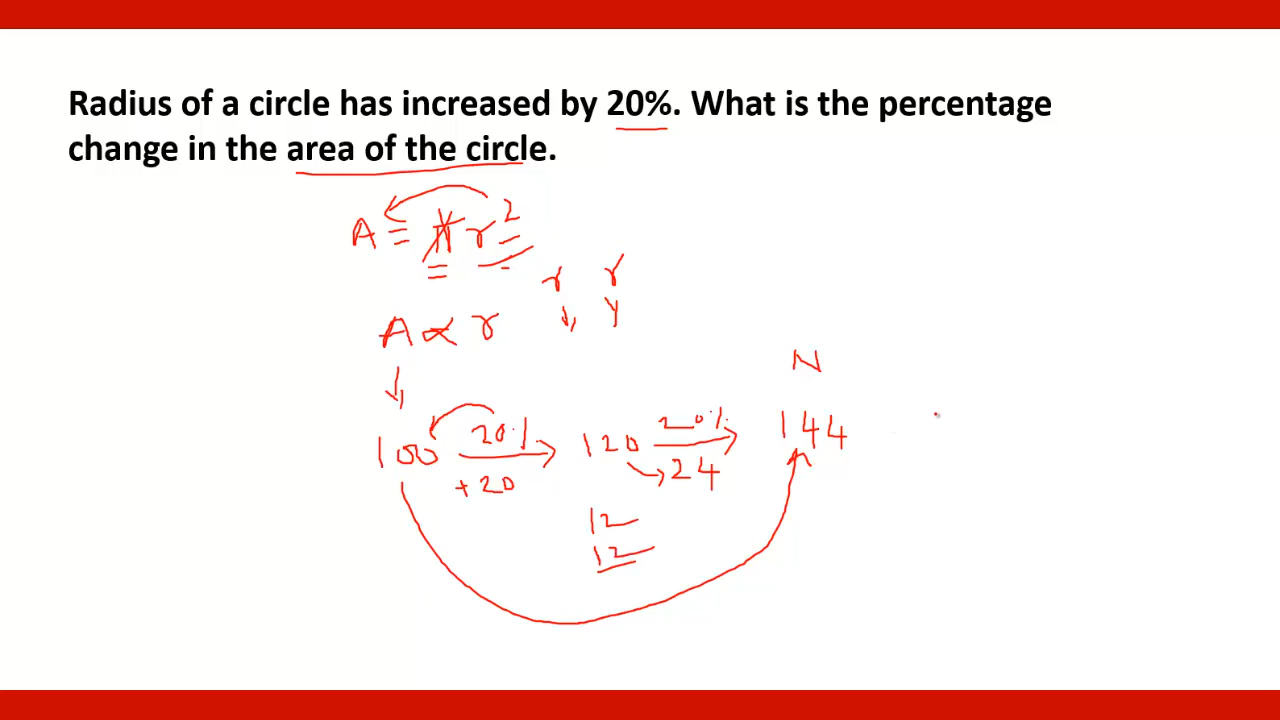 Radius of a circle has increased by 20%. What is the percentage
change in the area of the circle.
A = π r²
r r
A ∝ r
N
100 20% 120 20% 144
+20 24
12
12